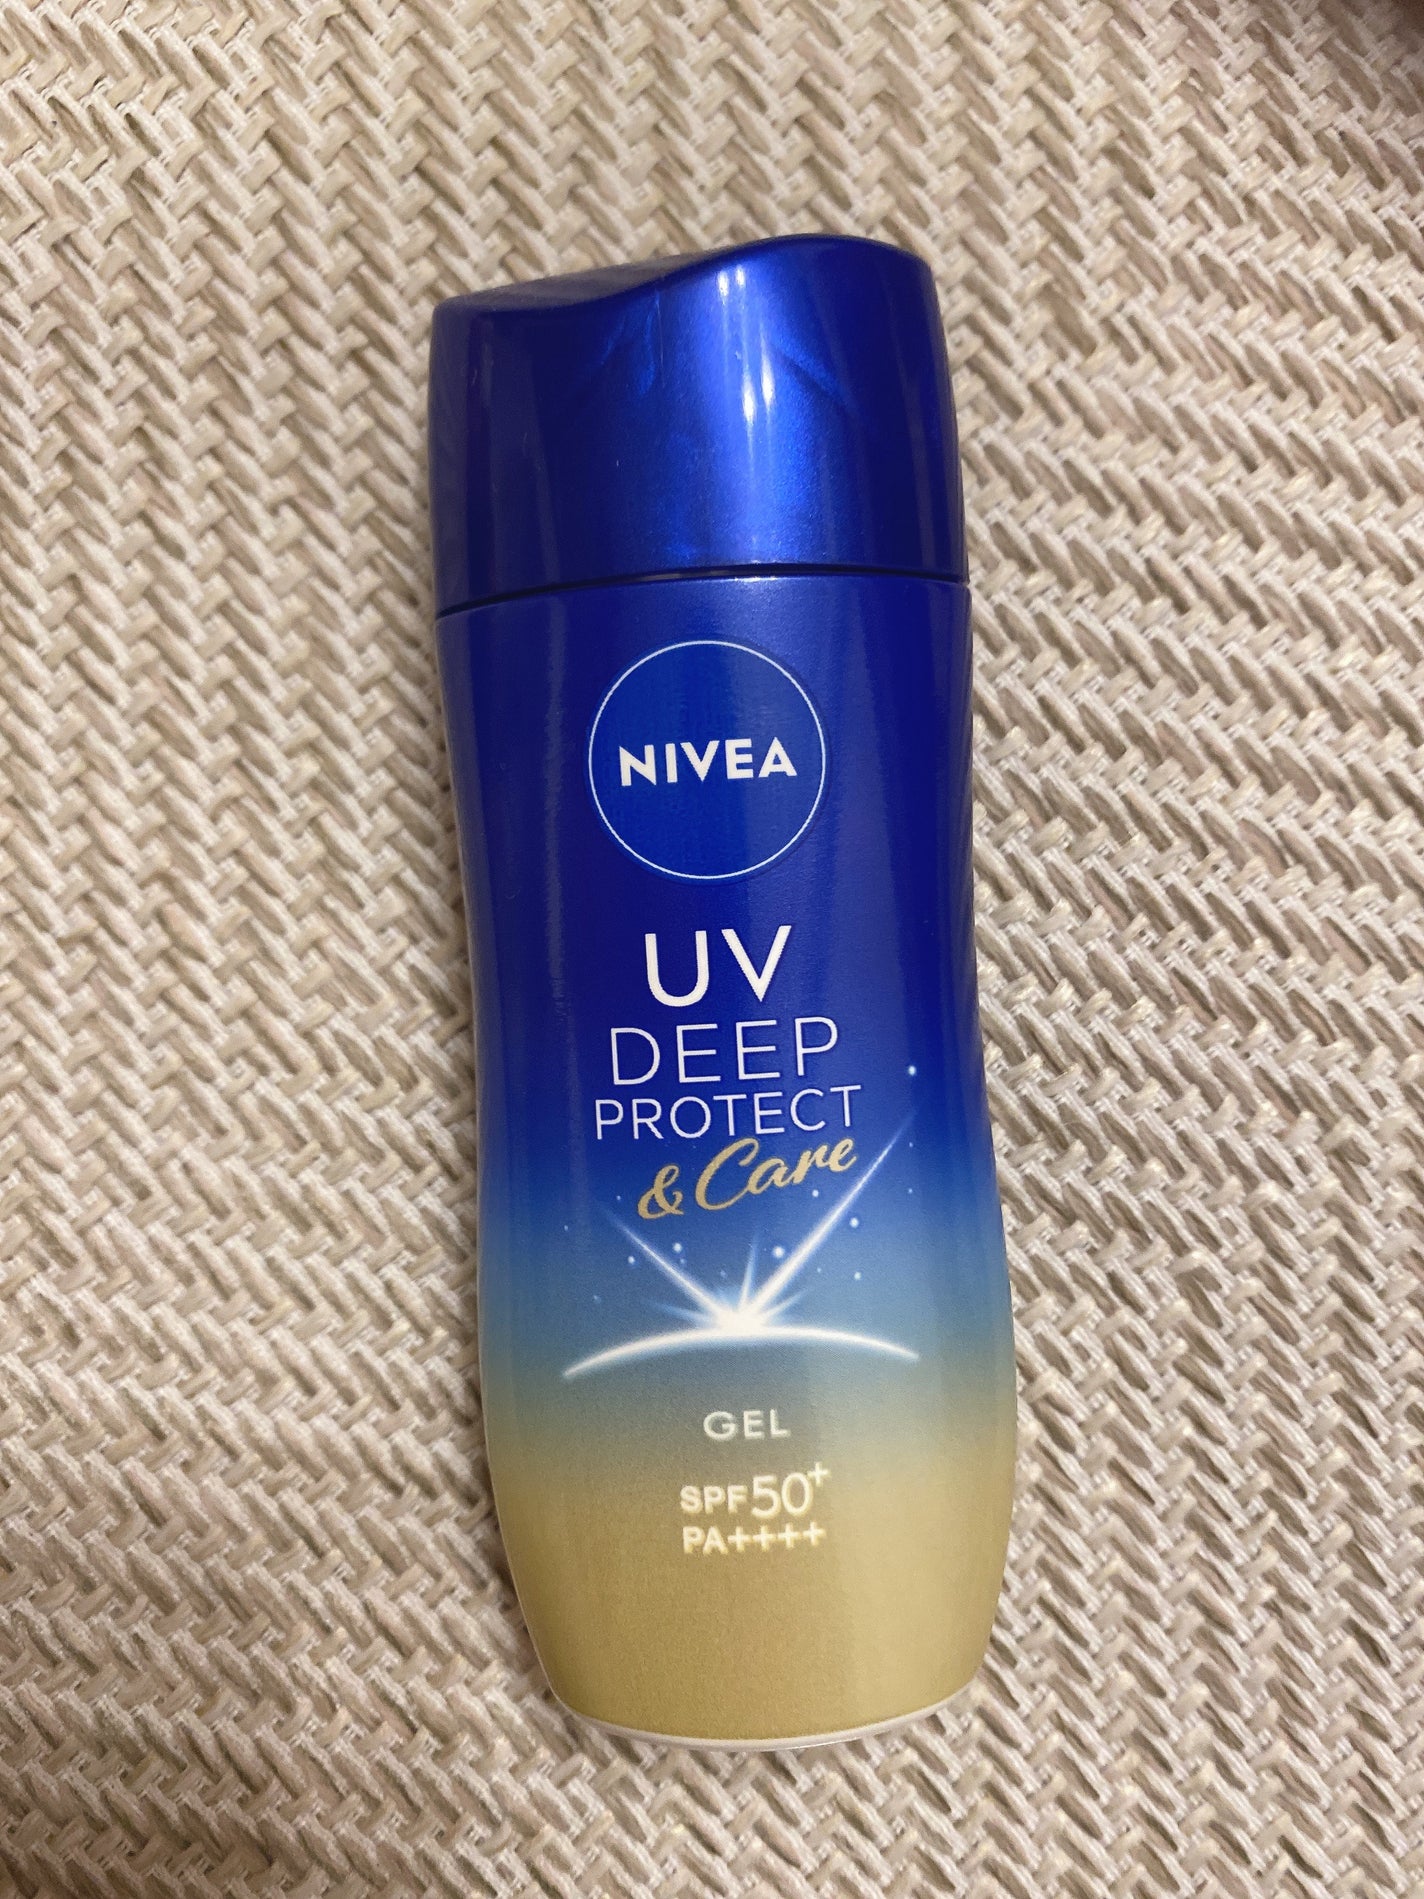 NIVEA
UV
DEEP
PROTECT
& Care
GEL
SPF50+
PA++++